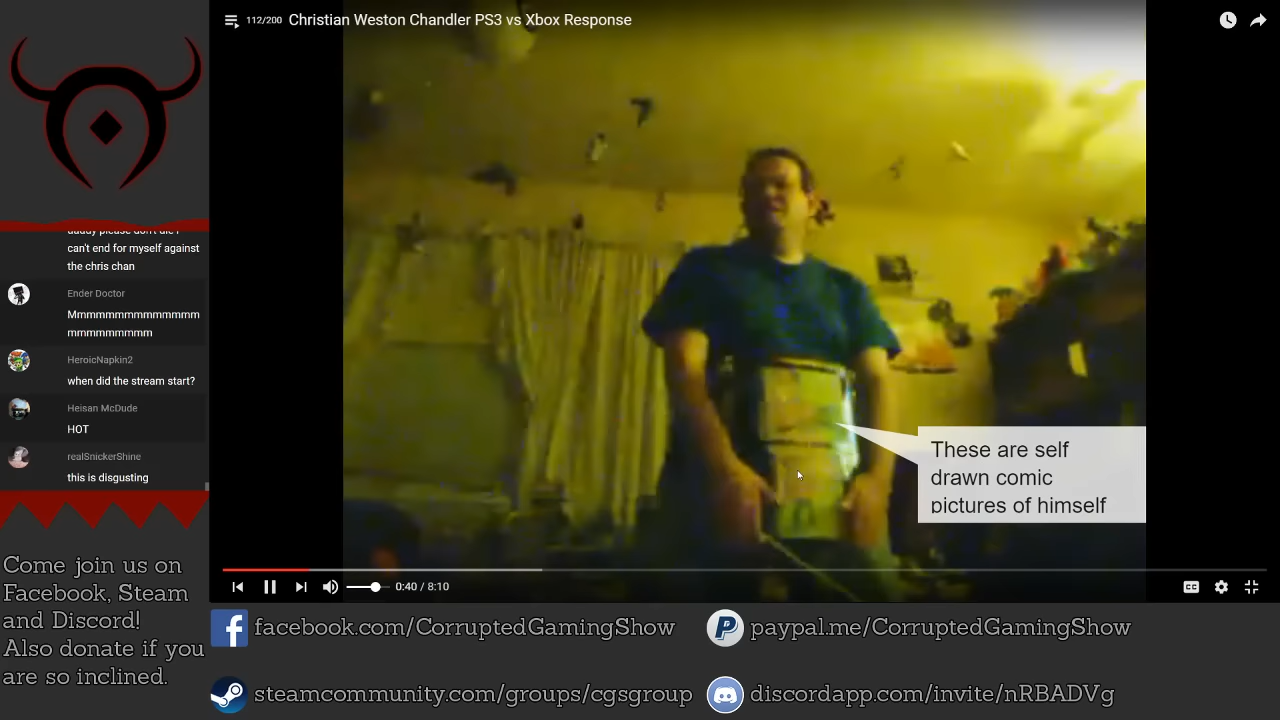 112/200 Christian Weston Chandler PS3 vs Xbox Response
can't end for myself against
the chris chan
Ender Doctor
Mmmmmmmmmmmmmm
mmmmmmmmmm
HeroicNapkin2
when did the stream start?
Heisan McDude
HOT
realSnickerShine
this is disgusting
These are self
drawn comic
pictures of himself
0:40 / 8:10
CC
Come join us on
Facebook, Steam
and Discord!
Also donate if you
are so inclined.
facebook.com/CorruptedGamingShow
paypal.me/CorruptedGamingShow
steamcommunity.com/groups/cgsgroup
discordapp.com/invite/nRBADVg